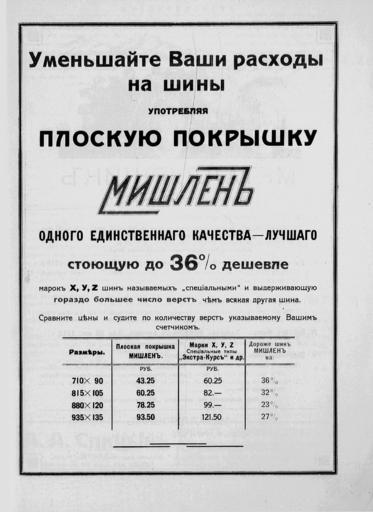 Уменьшайте Ваши расходы
на шины
УПОТРЕБЛЯЯ
ПЛОСКУЮ ПОКРЫШКУ
МИШЛЕНЪ
ОДНОГО ЕДИНСТВЕННАГО КАЧЕСТВА—ЛУЧШАГО
стоющую до 36% дешевле
марокъ X, У, Z шинъ называемыхъ „спецiальными" и выдерживающую
гораздо большее число верстъ чѣмъ всякая другая шина.
Сравните цѣны и судите по количеству верстъ указываемому Вашимъ
счетчикомъ.
Размѣры. Плоская покрышка МИШЛЕНЪ. Марки X, У, Z Спецiальные типы „Экстра-Курсъ" и др. Дороже шинъ МИШЛЕНЪ на:
РУБ. РУБ.
710×90 43.25 60.25 36%
815×105 60.25 82.— 32%
880×120 78.25 99.— 23%
935×135 93.50 121.50 27%